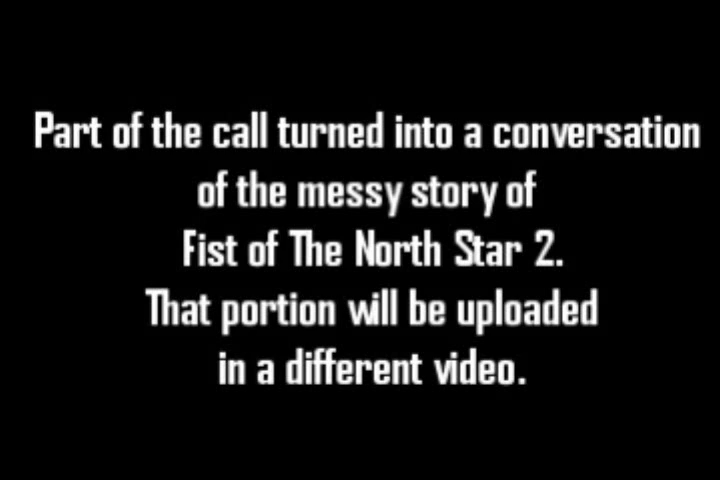 Part of the call turned into a conversation
of the messy story of
Fist of The North Star 2.
That portion will be uploaded
in a different video.